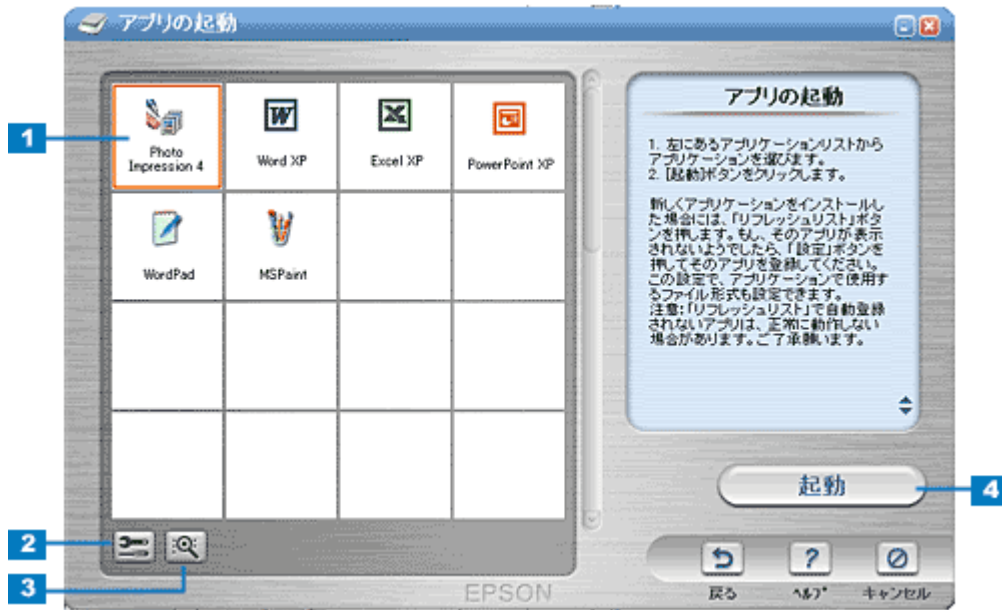 アプリの起動
アプリの起動
1
Photo
Impression 4
Word XP
Excel XP
PowerPoint XP
WordPad
MSPaint
1. 左にあるアプリケーションリストから
アプリケーションを選びます。
2. [起動]ボタンをクリックします。
新しくアプリケーションをインストールし
た場合には、「リフレッシュリスト」ボタ
ンを押します。もし、そのアプリが表示
されないようでしたら、「設定」ボタンを
押してそのアプリを登録してください。
この設定で、アプリケーションで使用す
るファイル形式も設定できます。
注意:「リフレッシュリスト」で自動登録
されないアプリは、正常に動作しない
場合があります。ご了承願います。
起動
4
2
3
EPSON
戻る
ヘルプ
キャンセル